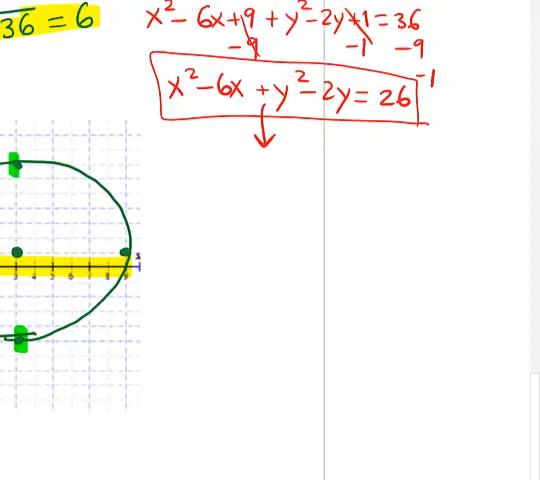 √36 = 6
x² - 6x + 9 + y² - 2y + 1 = 36
-9 -1 -9
-1
x² - 6x + y² - 2y = 26